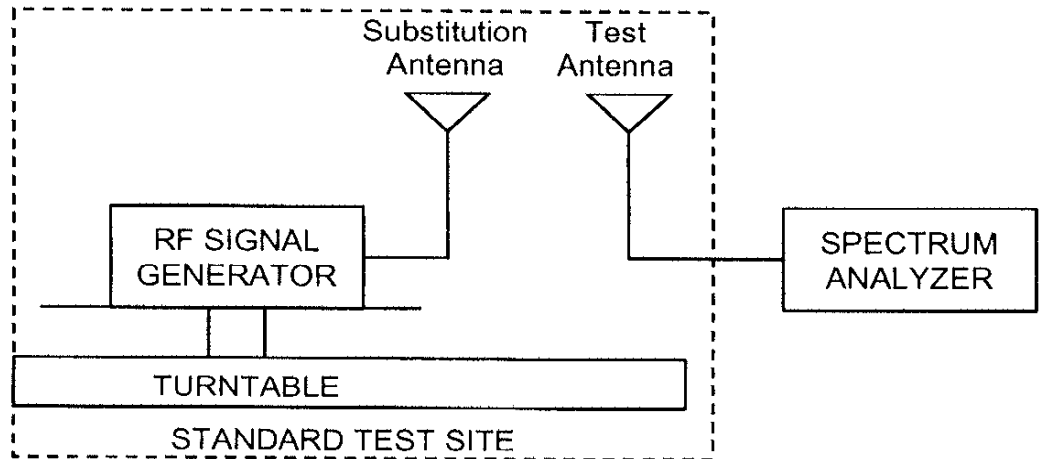 Substitution
Antenna
Test
Antenna
RF SIGNAL
GENERATOR
SPECTRUM
ANALYZER
TURNTABLE
STANDARD TEST SITE